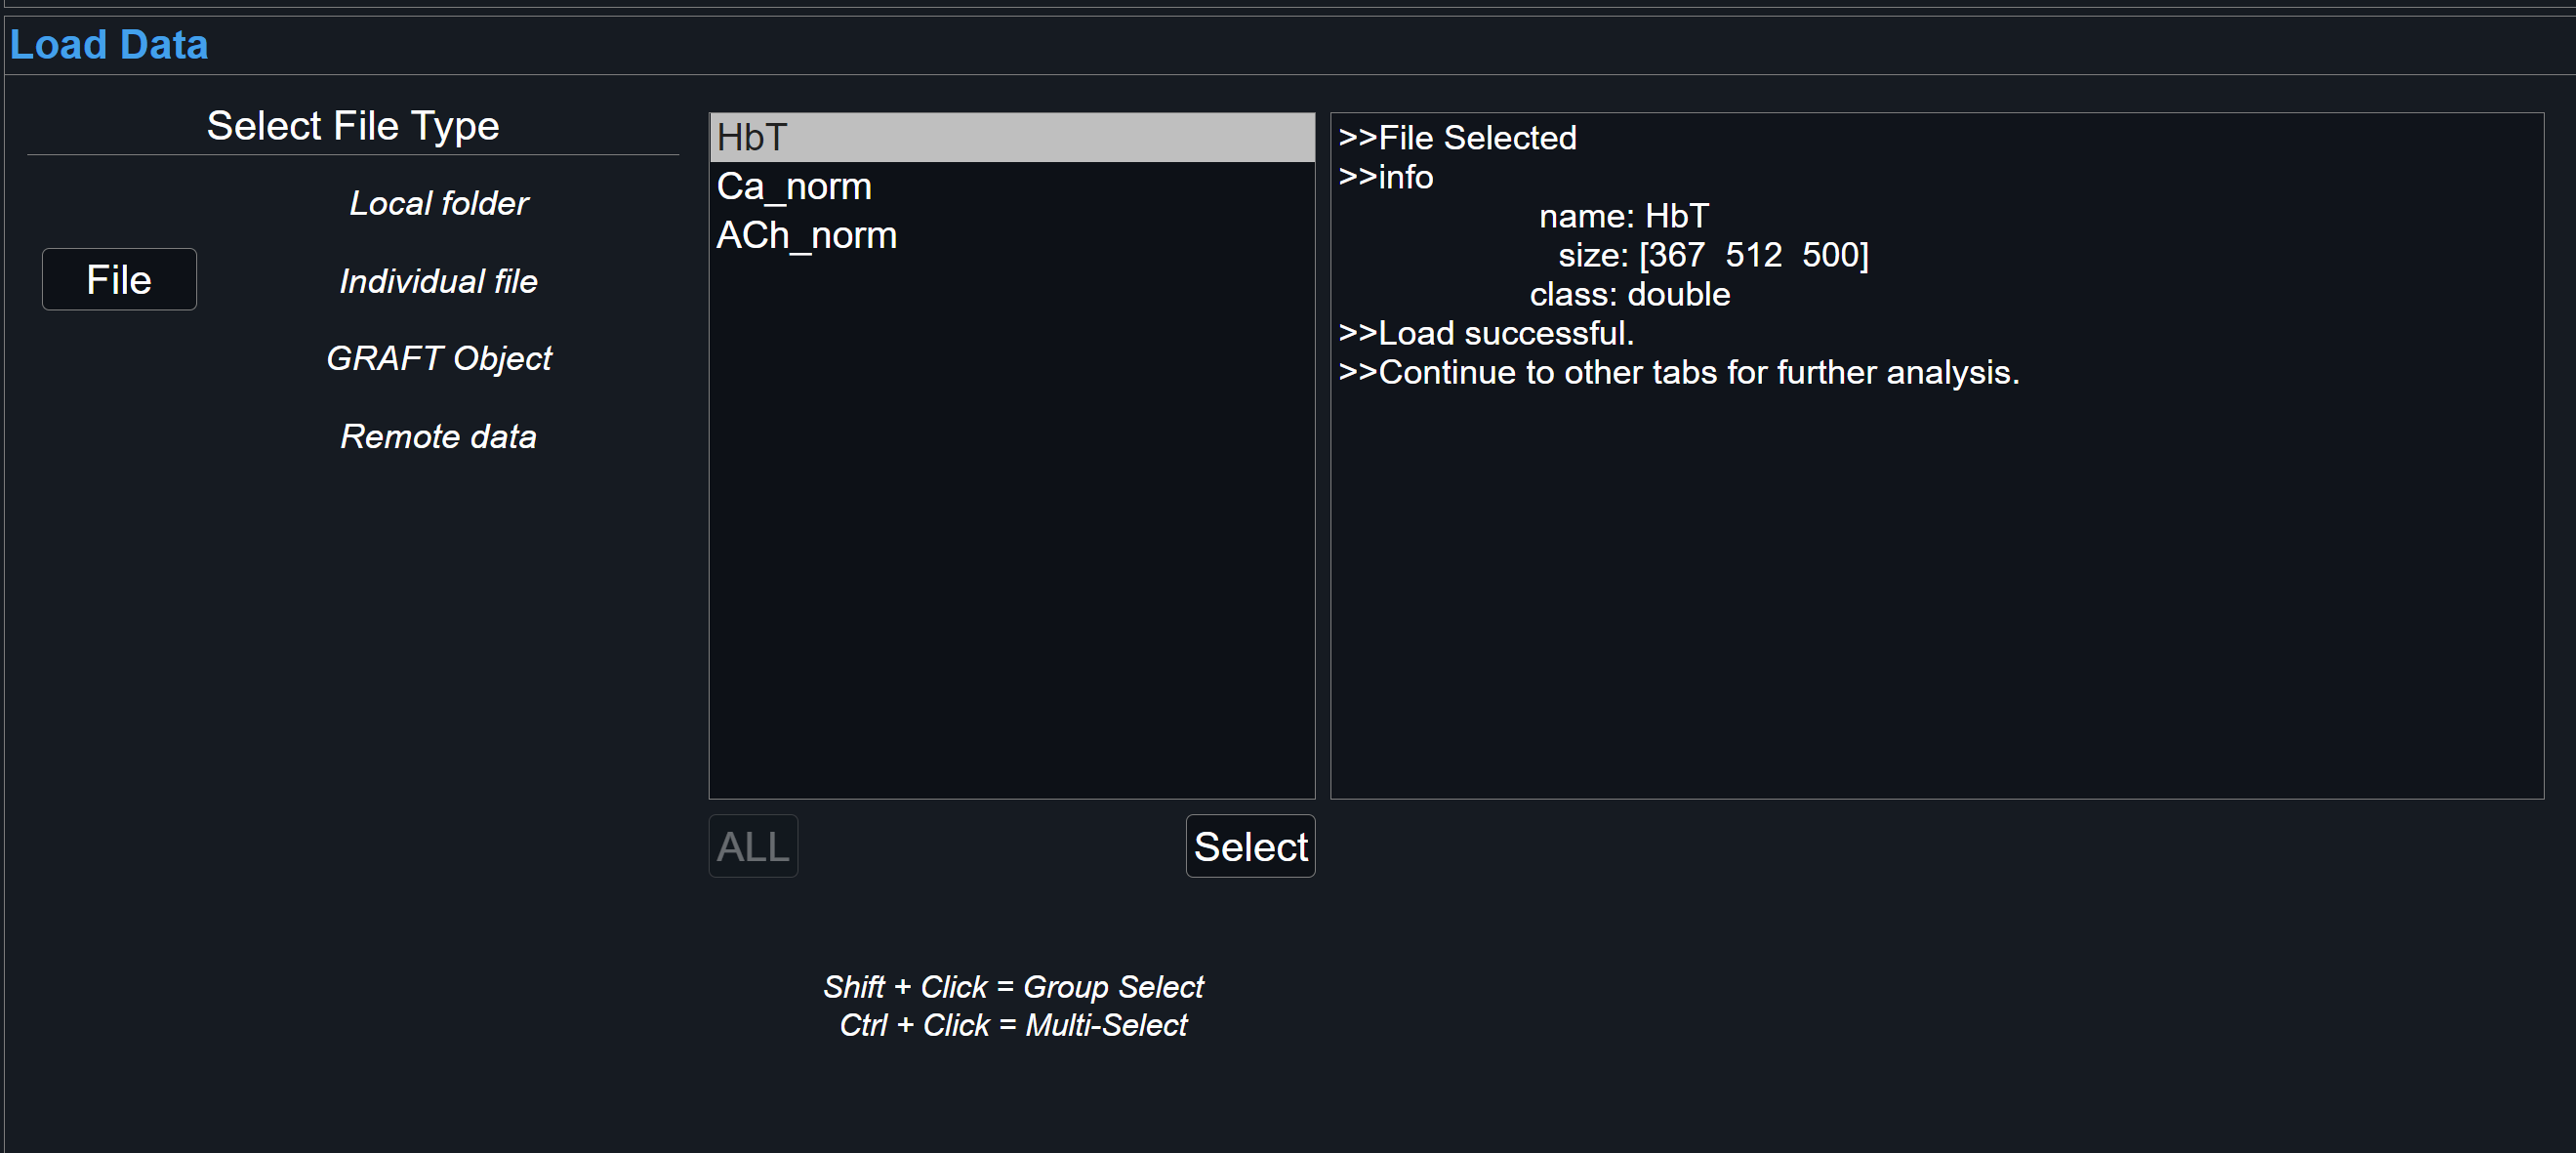 Load Data
Select File Type
Local folder
File
Individual file
GRAFT Object
Remote data
HbT
Ca_norm
ACh_norm
ALL
Select
Shift + Click = Group Select
Ctrl + Click = Multi-Select
>>File Selected
>>info
name: HbT
size: [367 512 500]
class: double
>>Load successful.
>>Continue to other tabs for further analysis.